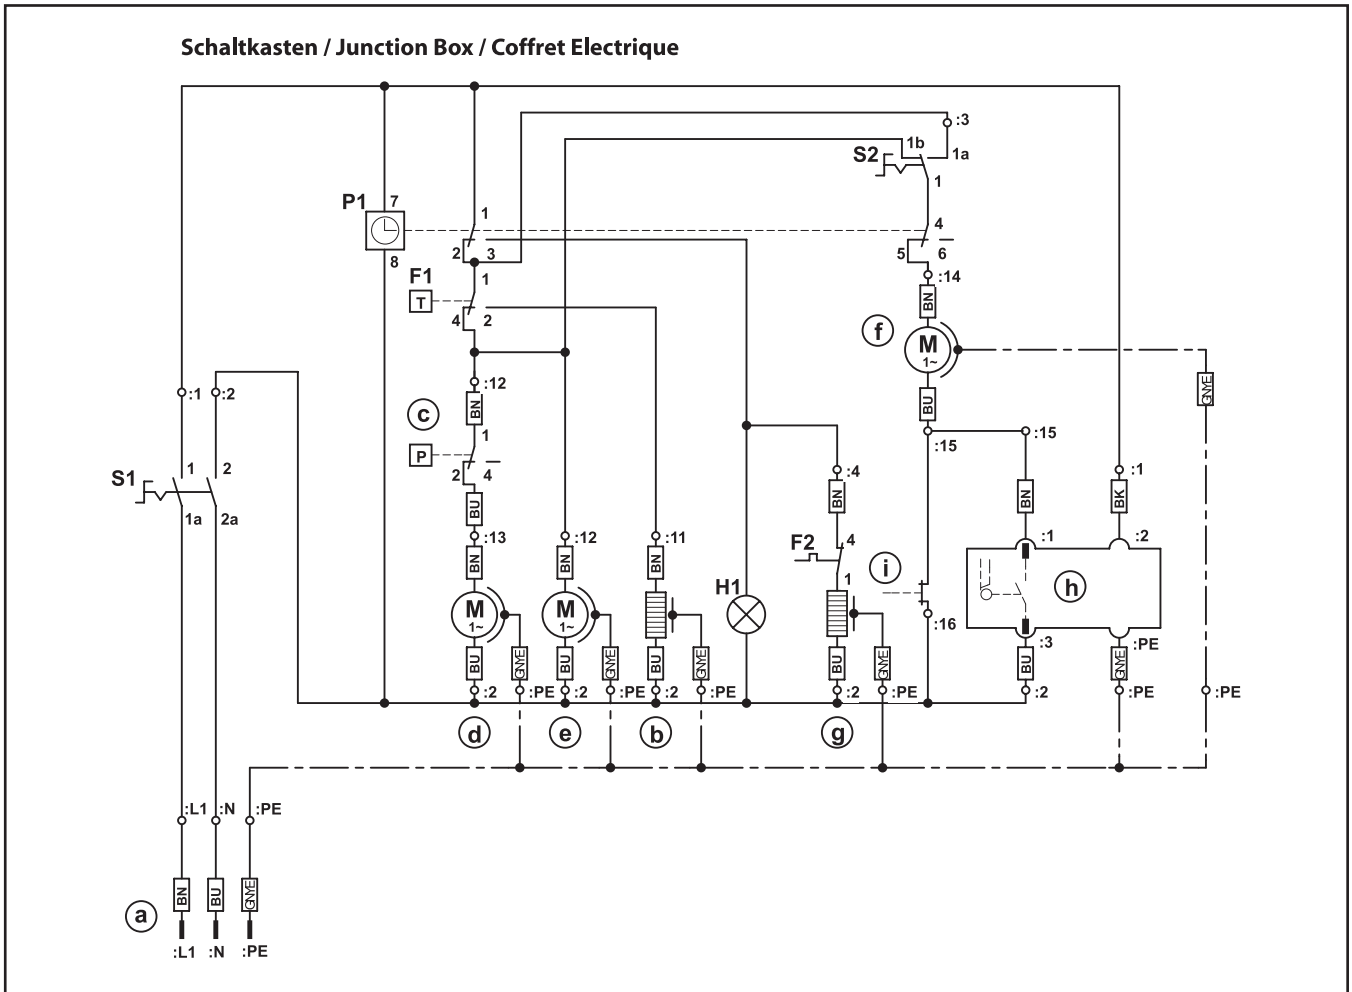 Schaltkasten / Junction Box / Coffret Electrique
:3
1b
S2
1a
1
P1
7
1
4
2
3
5
6
8
F1
1
:14
T
BN
4
2
f
M
1~
GNYE
:12
:1
:2
c
BN
BU
1
:15
:15
P
:4
:1
1
2
2
4
BN
BN
BK
S1
1a
2a
BU
:13
:12
:11
F2
4
:1
:2
BN
BN
BN
i
H1
1
h
M
1~
M
1~
:16
:3
:PE
BU
GNYE
BU
GNYE
BU
GNYE
BU
GNYE
BU
GNYE
:2
:PE
:2
:PE
:2
:PE
:2
:PE
:2
:PE
:PE
d
e
b
g
:L1
:N
:PE
BN
BU
GNYE
a
:L1
:N
:PE